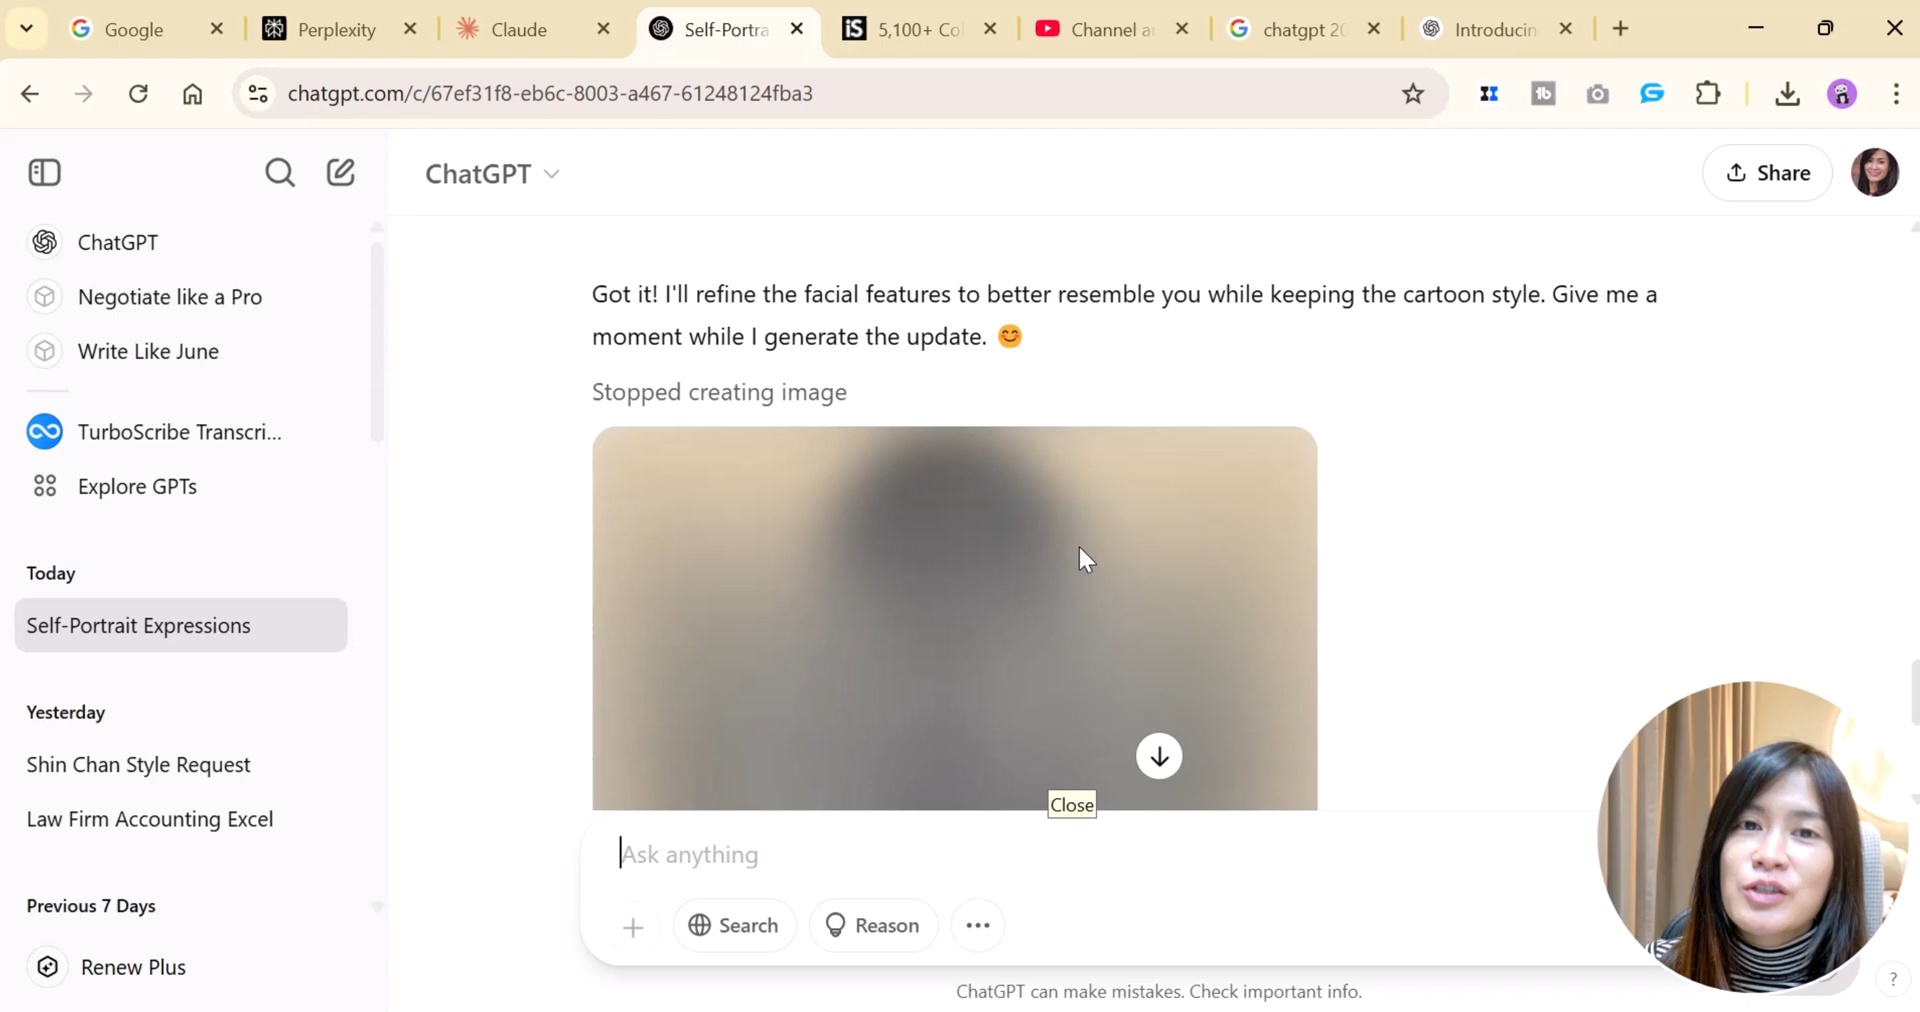 Google
Perplexity
Claude
Self-Portra
5,100+ Co
Channel a
chatgpt 20
Introducin
chatgpt.com/c/67ef31f8-eb6c-8003-a467-61248124fba3
ChatGPT
Share
ChatGPT
Negotiate like a Pro
Write Like June
TurboScribe Transcri...
Explore GPTs
Today
Self-Portrait Expressions
Yesterday
Shin Chan Style Request
Law Firm Accounting Excel
Previous 7 Days
Renew Plus
Got it! I'll refine the facial features to better resemble you while keeping the cartoon style. Give me a
moment while I generate the update. 😊
Stopped creating image
Close
Ask anything
Search
Reason
ChatGPT can make mistakes. Check important info.
?